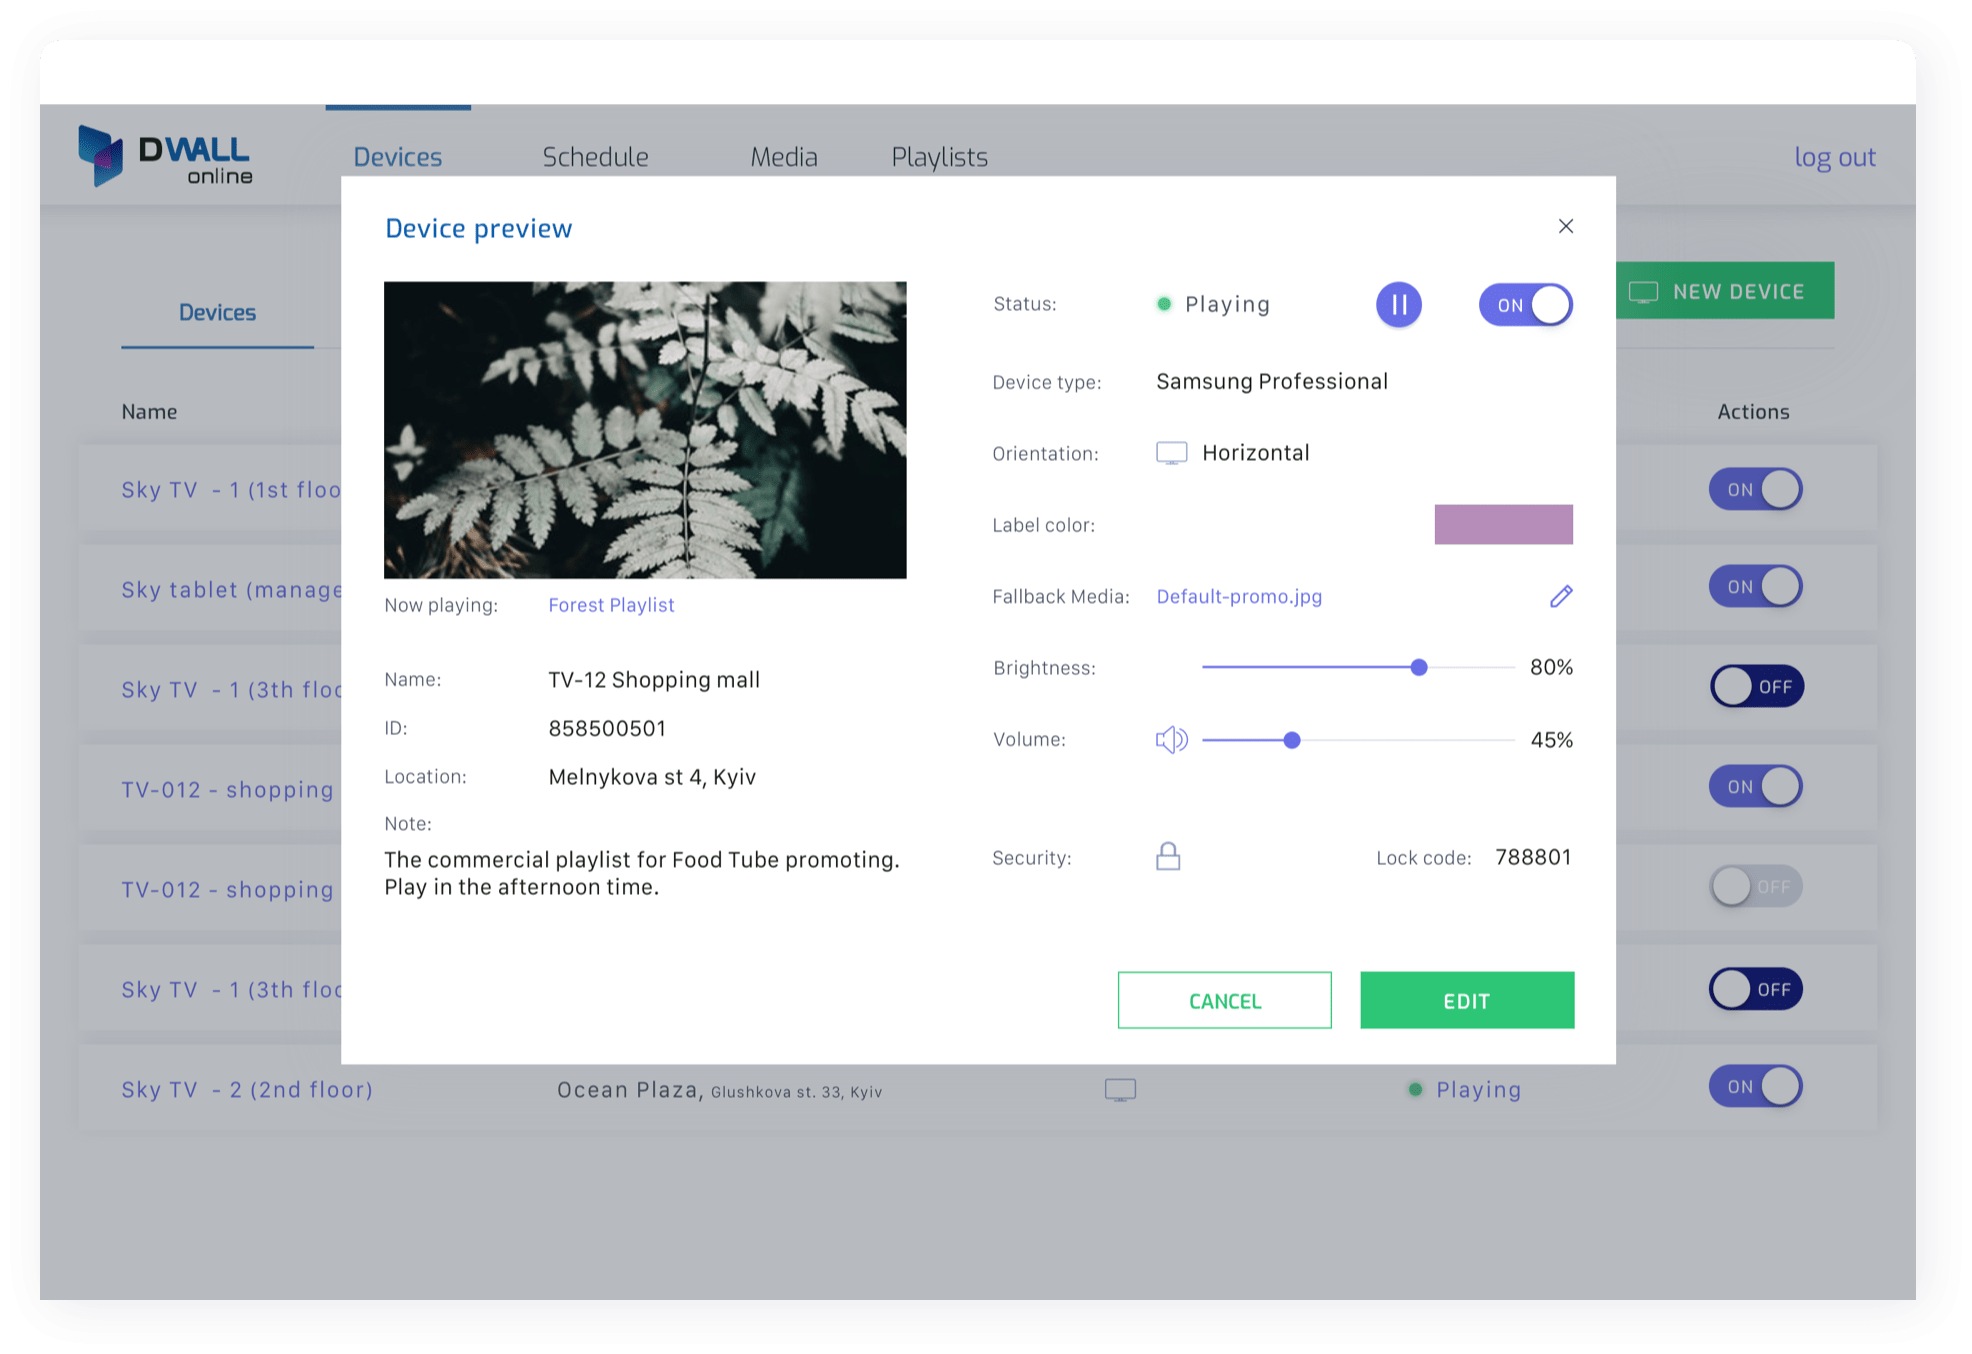 DWALL
online
Devices
Schedule
Media
Playlists
log out
Device preview
Devices
NEW DEVICE
Name
Actions
Status:
Playing
ON
Device type:
Samsung Professional
Orientation:
Horizontal
Label color:
Fallback Media:
Default-promo.jpg
Brightness:
80%
Volume:
45%
Security:
Lock code:
788801
Now playing:
Forest Playlist
Name:
TV-12 Shopping mall
ID:
858500501
Location:
Melnykova st 4, Kyiv
Note:
The commercial playlist for Food Tube promoting.
Play in the afternoon time.
CANCEL
EDIT
Sky TV - 1 (1st floo
ON
Sky tablet (manage
ON
Sky TV - 1 (3th floo
OFF
TV-012 - shopping
ON
TV-012 - shopping
OFF
Sky TV - 1 (3th floo
OFF
Sky TV - 2 (2nd floor)
Ocean Plaza, Glushkova st. 33, Kyiv
Playing
ON